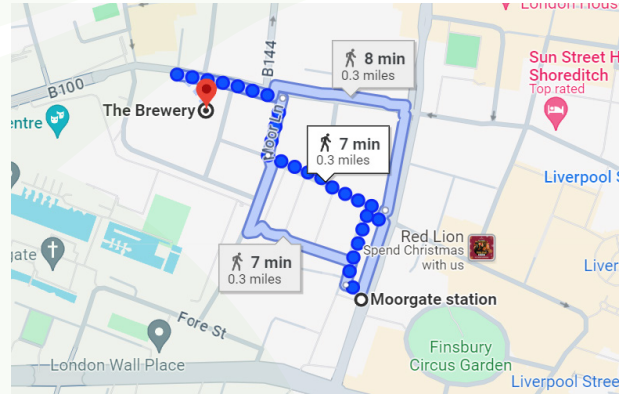 London Hous
B144
8 min
0.3 miles
Sun Street H
Shoreditch
Top rated
B100
The Brewery
entre
Moor Ln
7 min
0.3 miles
Liverpool S
Red Lion
Spend Christmas
with us
gate
7 min
0.3 miles
Liver
Moorgate station
Fore St
London Wall Place
Finsbury
Circus Garden
Liverpool Stree